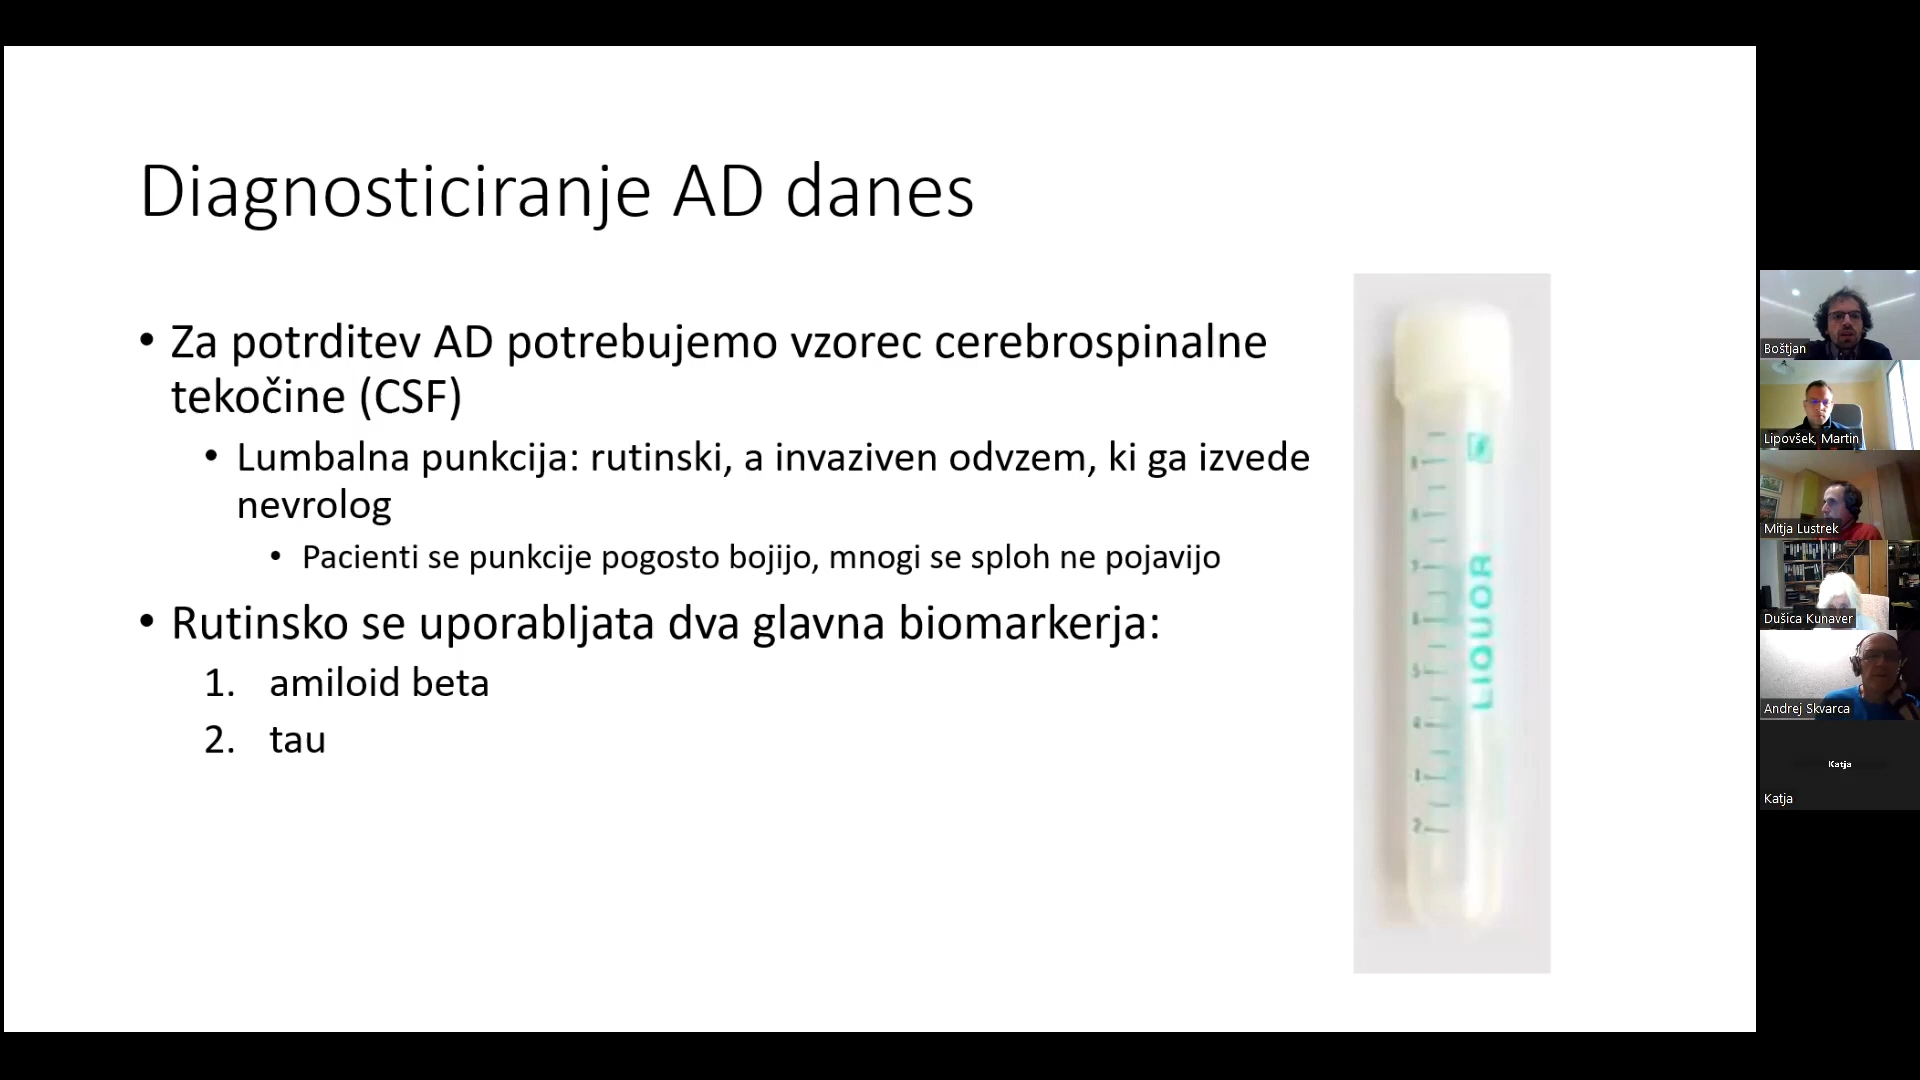 Diagnosticiranje AD danes
• Za potrditev AD potrebujemo vzorec cerebrospinalne
tekočine (CSF)
• Lumbalna punkcija: rutinski, a invaziven odvzem, ki ga izvede
nevrolog
• Pacienti se punkcije pogosto bojijo, mnogi se sploh ne pojavijo
• Rutinsko se uporabljata dva glavna biomarkerja:
1. amiloid beta
2. tau
LIQUOR
Boštjan
Lipovšek, Martin
Mitja Lustrek
Dušica Kunaver
Andrej Skvarca
Katja
Katja